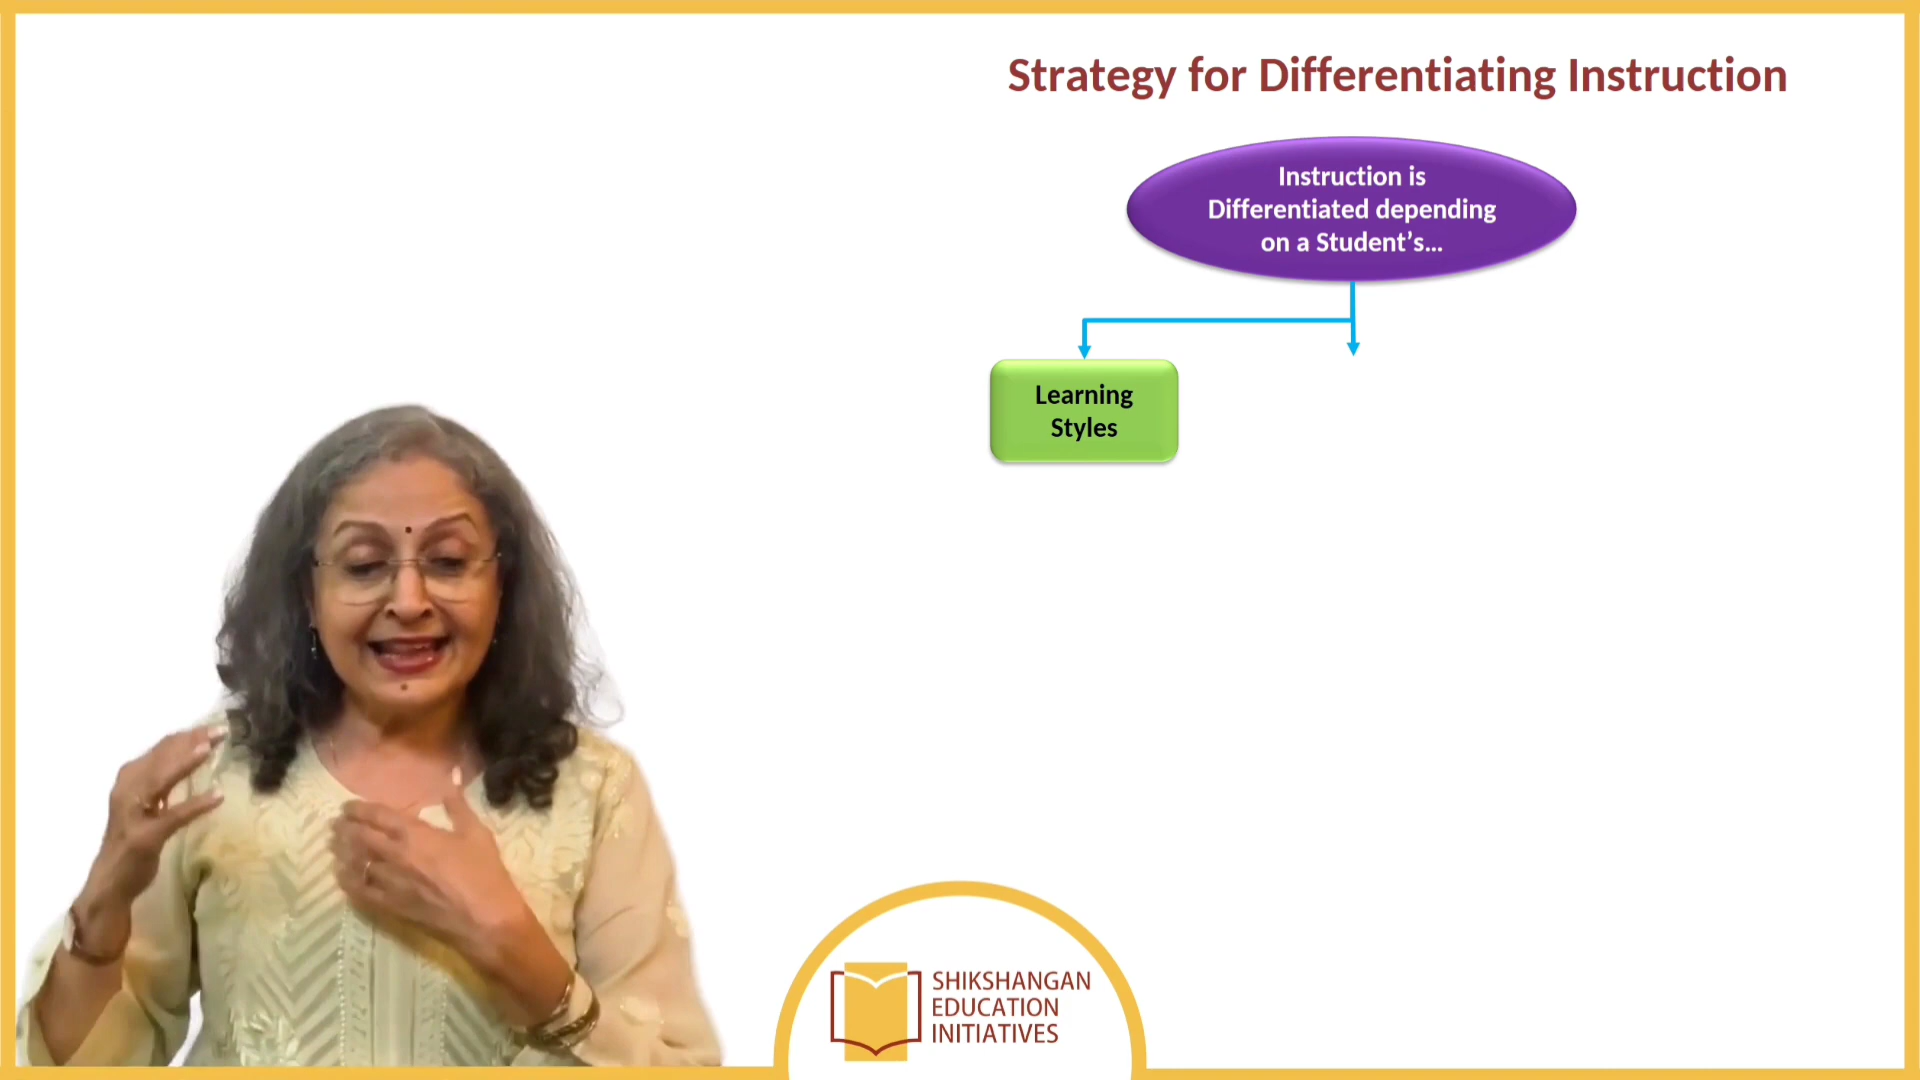 Strategy for Differentiating Instruction
Instruction is
Differentiated depending
on a Student’s...
Learning
Styles
SHIKSHANGAN
EDUCATION
INITIATIVES